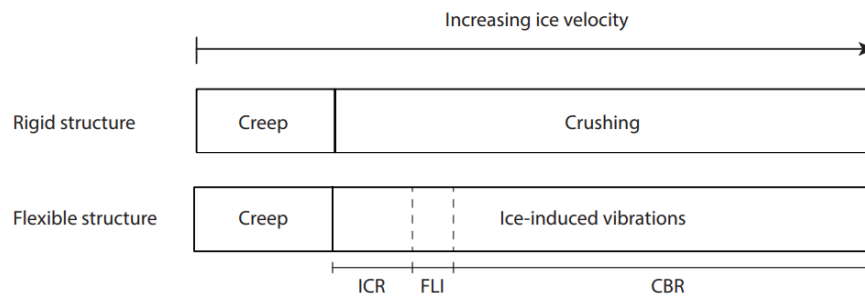 Increasing ice velocity
Rigid structure Creep Crushing
Flexible structure Creep Ice-induced vibrations
ICR FLI CBR